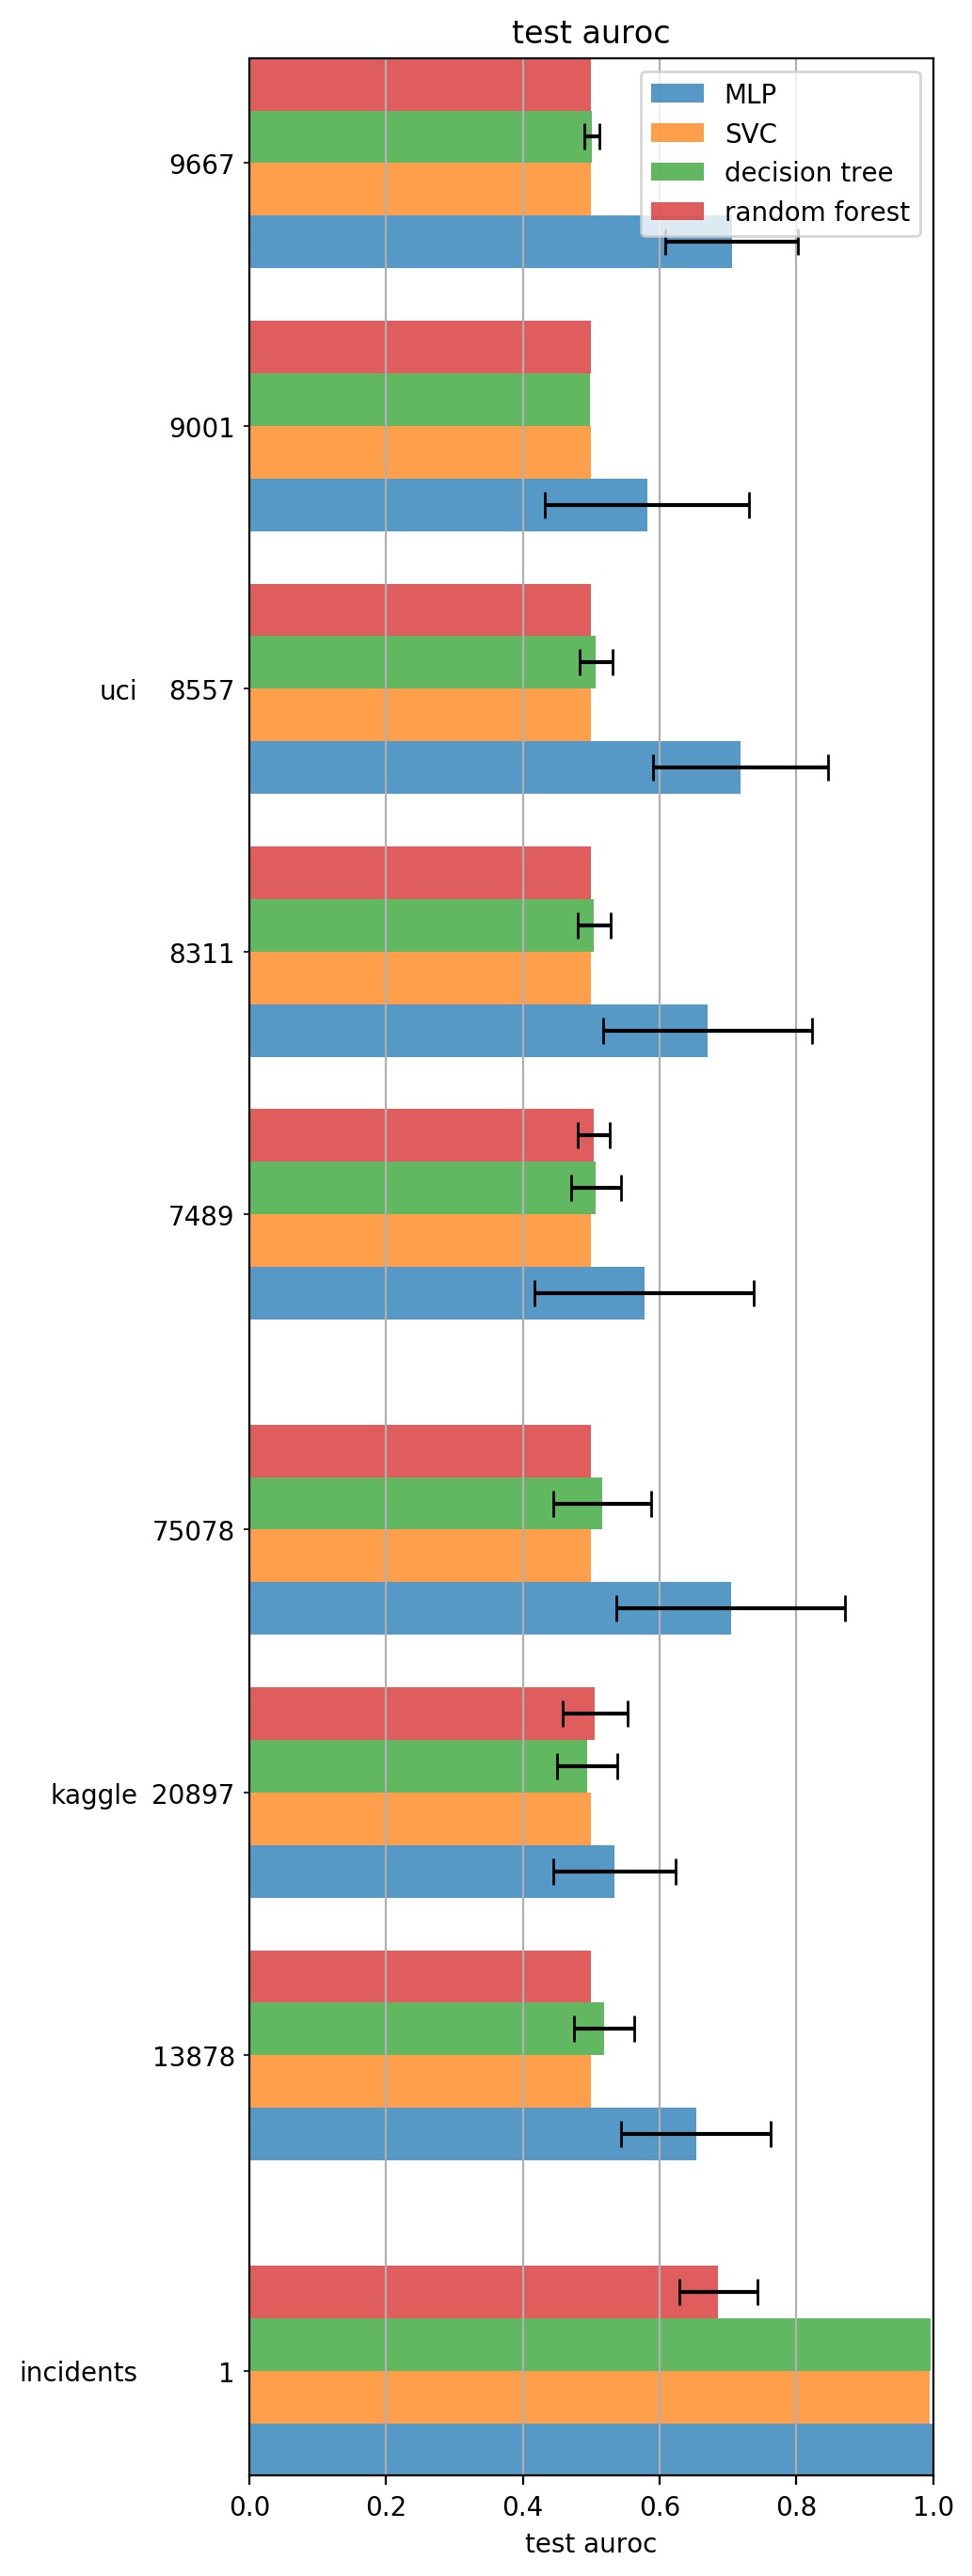 test auroc
MLP
SVC
decision tree
random forest
9667
9001
uci 8557
8311
7489
75078
kaggle 20897
13878
incidents 1
0.0 0.2 0.4 0.6 0.8 1.0
test auroc